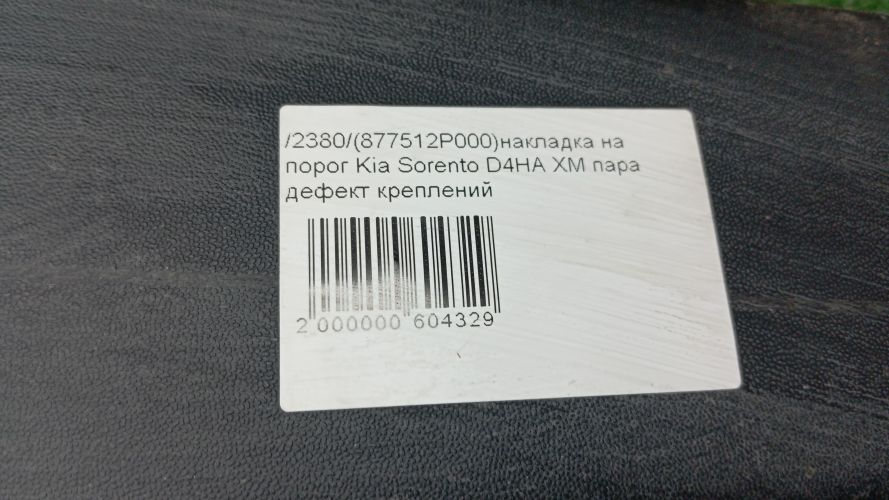 /2380/(877512P000)накладка на
порог Kia Sorento D4HA XM пара
дефект креплений
2 000000 604329